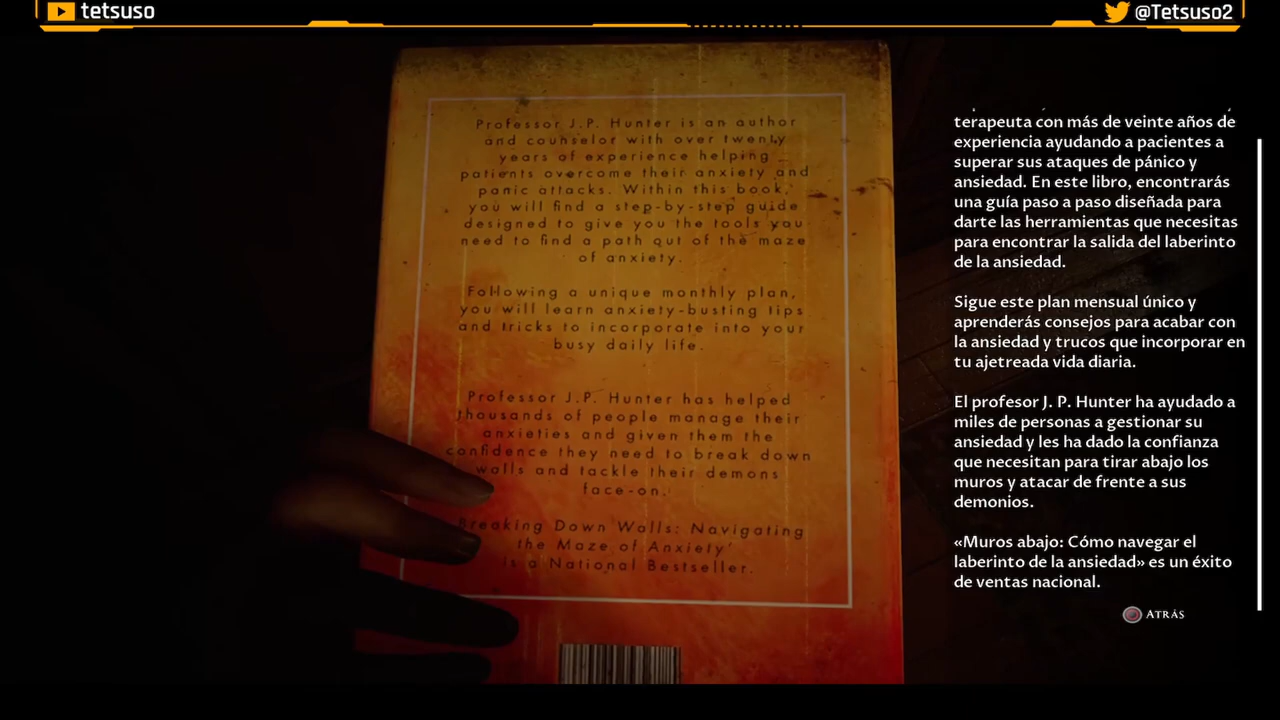 tetsuso
@Tetsuso2
Professor J.P. Hunter is an author
and counselor with over twenty
years of experience helping
patients overcome their anxiety and
panic attacks. Within this book,
you will find a step-by-step guide
designed to give you the tools you
need to find a path out of the maze
of anxiety.
Following a unique monthly plan,
you will learn anxiety-busting tips
and tricks to incorporate into your
busy daily life.
Professor J.P. Hunter has helped
thousands of people manage their
anxieties and given them the
confidence they need to break down
walls and tackle their demons
face-on.
Breaking Down Walls: Navigating
the Maze of Anxiety'
is a National Bestseller.
terapeuta con más de veinte años de
experiencia ayudando a pacientes a
superar sus ataques de pánico y
ansiedad. En este libro, encontrarás
una guía paso a paso diseñada para
darte las herramientas que necesitas
para encontrar la salida del laberinto
de la ansiedad.
Sigue este plan mensual único y
aprenderás consejos para acabar con
la ansiedad y trucos que incorporar en
tu ajetreada vida diaria.
El profesor J. P. Hunter ha ayudado a
miles de personas a gestionar su
ansiedad y les ha dado la confianza
que necesitan para tirar abajo los
muros y atacar de frente a sus
demonios.
«Muros abajo: Cómo navegar el
laberinto de la ansiedad» es un éxito
de ventas nacional.
ATRÁS